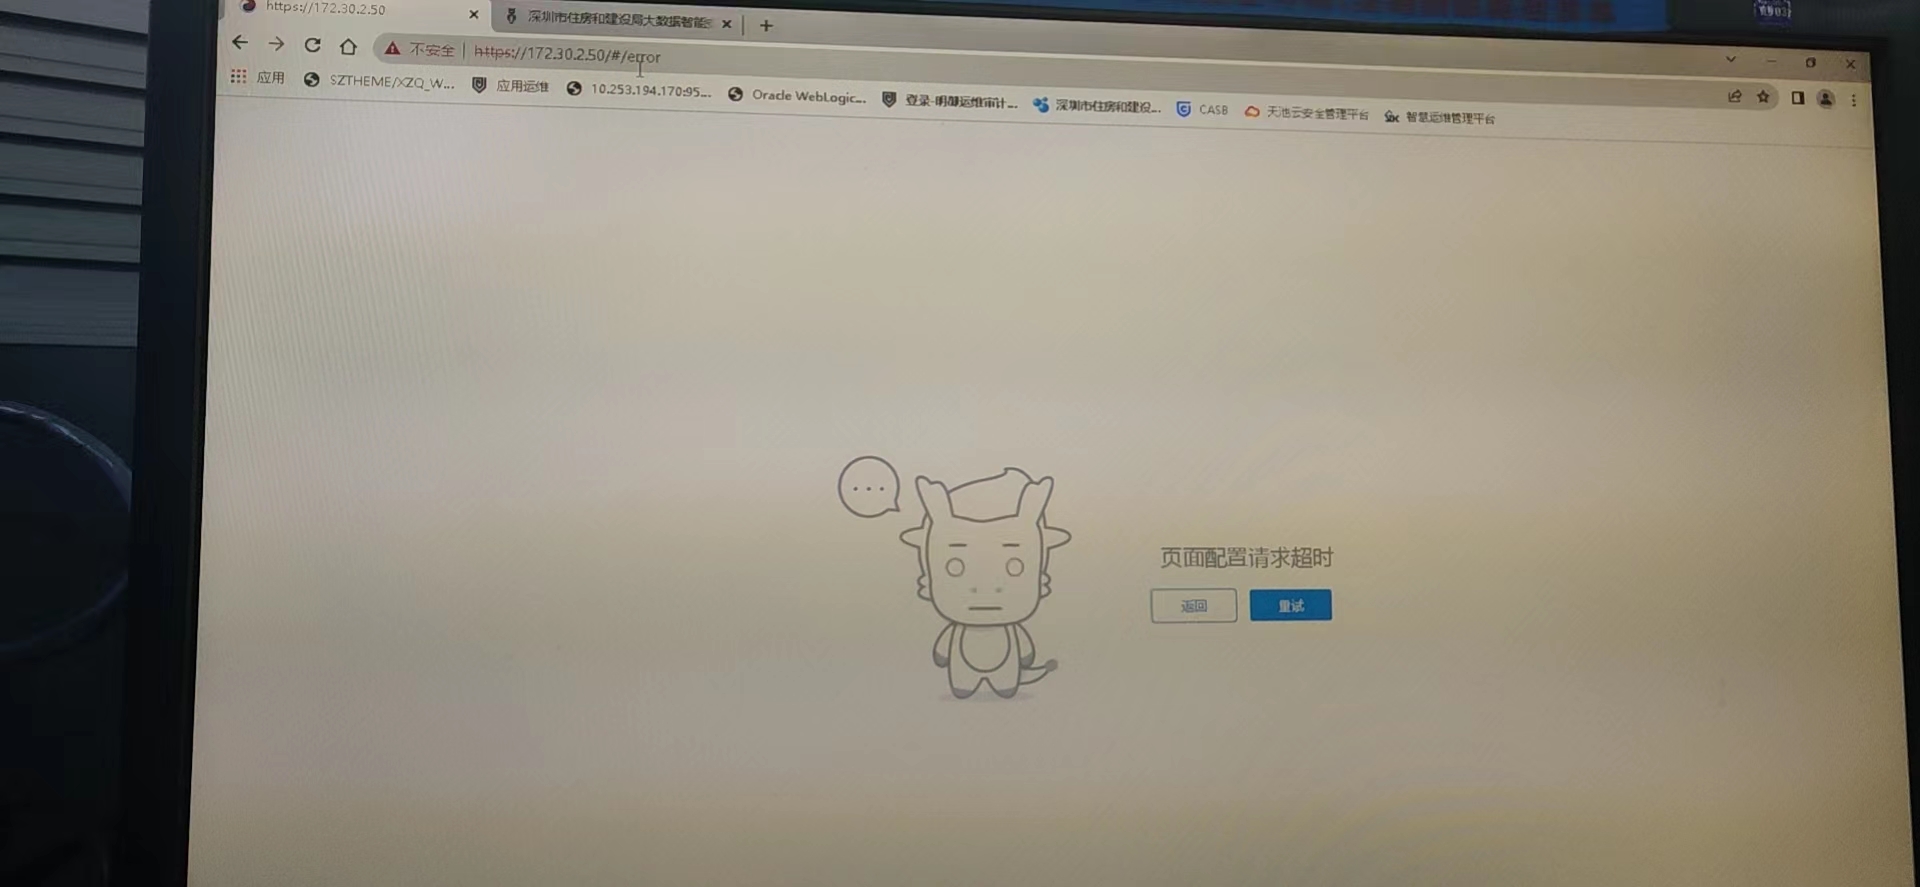 https://172.30.2.50
深圳市住房和建设局大数据智能
不安全 | https://172.30.2.50/#/error
应用
SZTHEME/XZQ_W...
应用运维
10.253.194.170:95...
Oracle WebLogic...
登录-明御运维审计...
深圳市住房和建设...
CASB
天池云安全管理平台
智慧运维管理平台
页面配置请求超时
返回
重试